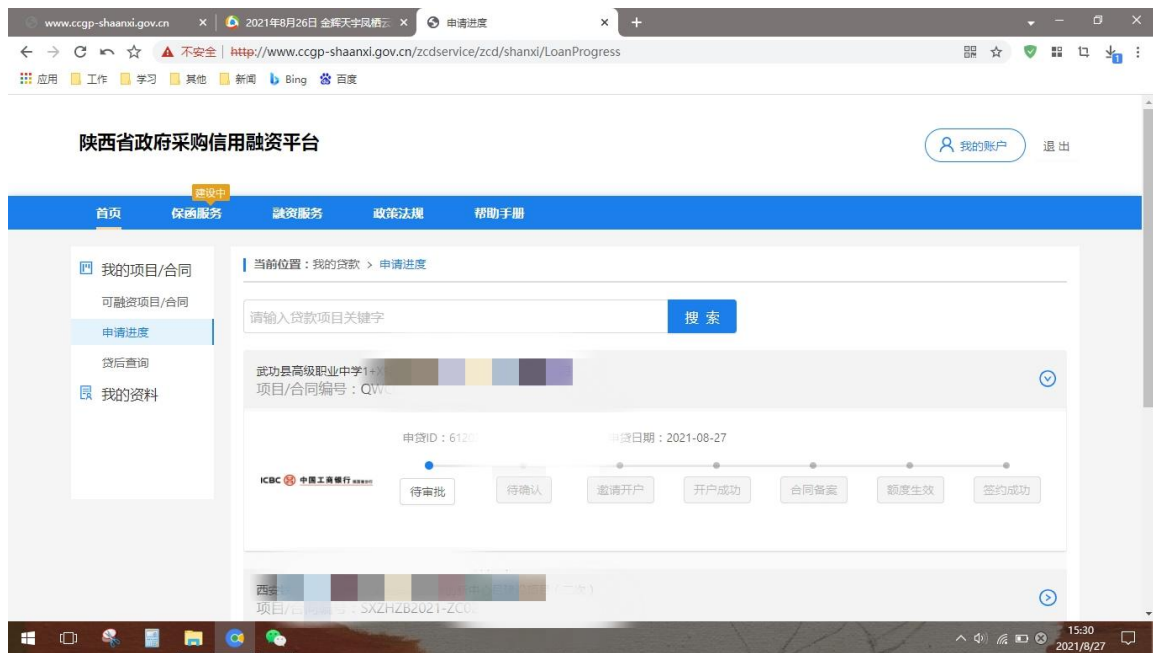 www.ccgp-shaanxi.gov.cn
2021年8月26日 金辉天字凤栖云
申请进度
不安全 http://www.ccgp-shaanxi.gov.cn/zcdservice/zcd/shanxi/LoanProgress
应用 工作 学习 其他 新闻 Bing 百度
陕西省政府采购信用融资平台
我的账户 退出
建设中
首页 保函服务 融资服务 政策法规 帮助手册
我的项目/合同
可融资项目/合同
申请进度
贷后查询
我的资料
当前位置：我的贷款 > 申请进度
请输入贷款项目关键字 搜索
武功县高级职业中学1+X
项目/合同编号：QW
申贷ID：612 贷日期：2021-08-27
ICBC 中国工商银行
待审批 待确认 邀请开户 开户成功 合同备案 额度生效 签约成功
西安
项目/ 号：SXZHZB2021-ZC0
15:30
2021/8/27